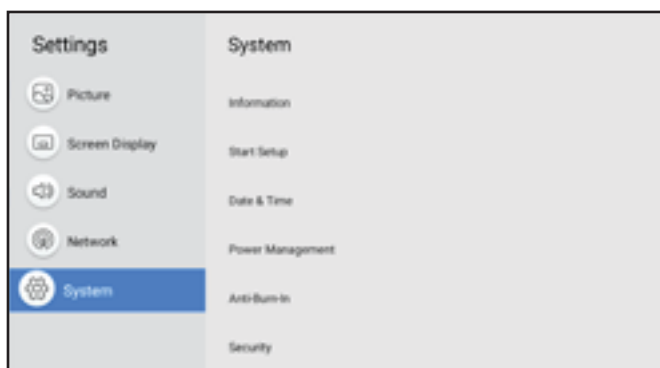 Settings
Picture
Screen Display
Sound
Network
System
System
Information
Start Setup
Date & Time
Power Management
Anti-Burn-In
Security